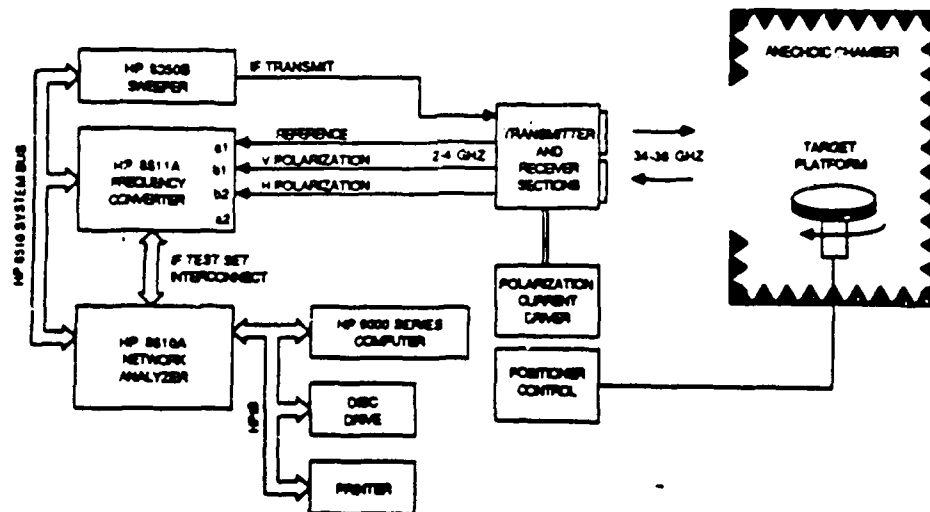 HP 8350B
SWEEPER
IF TRANSMIT
ANECHOIC CHAMBER
HP 8510 SYSTEM BUS
HP 8511A
FREQUENCY
CONVERTER
a1
b1
b2
a2
REFERENCE
V POLARIZATION
H POLARIZATION
2-4 GHZ
TRANSMITTER
AND
RECEIVER
SECTIONS
34-36 GHZ
TARGET
PLATFORM
IF TEST SET
INTERCONNECT
POLARIZATION
CURRENT
DRIVER
HP 8510A
NETWORK
ANALYZER
HP 9000 SERIES
COMPUTER
POSITIONER
CONTROL
HPIB
DISC
DRIVE
PRINTER